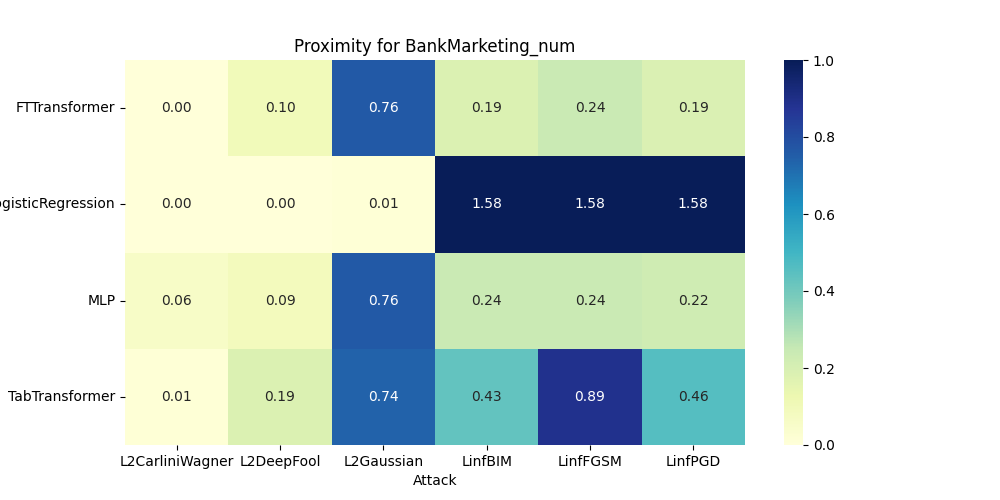 Proximity for BankMarketing_num
FTTransformer 0.00 0.10 0.76 0.19 0.24 0.19
ogisticRegression 0.00 0.00 0.01 1.58 1.58 1.58
MLP 0.06 0.09 0.76 0.24 0.24 0.22
TabTransformer 0.01 0.19 0.74 0.43 0.89 0.46
L2CarliniWagner L2DeepFool L2Gaussian LinfBIM LinfFGSM LinfPGD
Attack
1.0
0.8
0.6
0.4
0.2
0.0